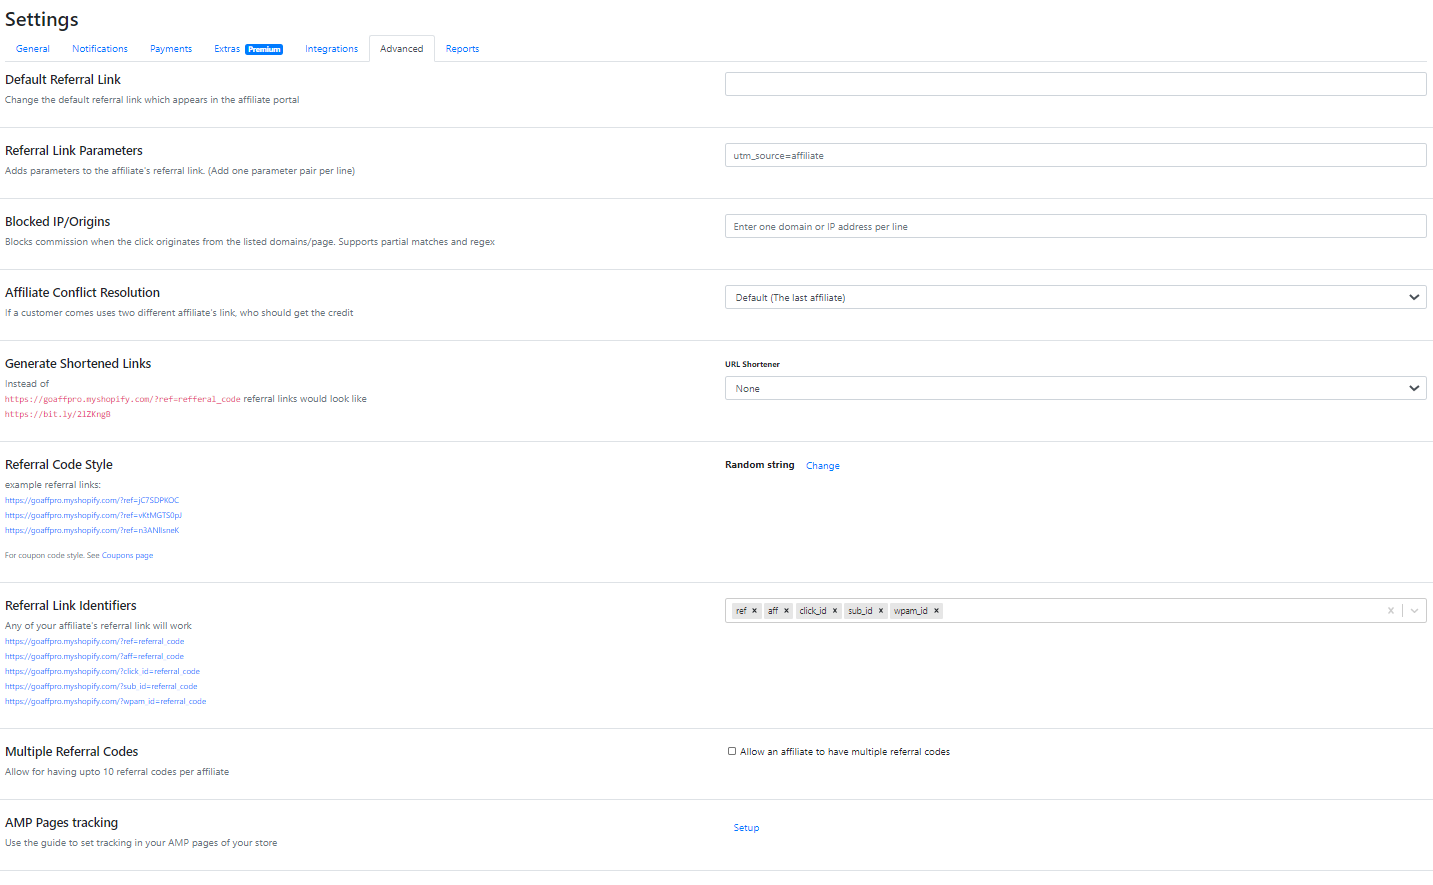 Settings
General Notifications Payments Extras Premium Integrations Advanced Reports
Default Referral Link
Change the default referral link which appears in the affiliate portal
Referral Link Parameters
utm_source=affiliate
Adds parameters to the affiliate's referral link. (Add one parameter pair per line)
Blocked IP/Origins
Enter one domain or IP address per line
Blocks commission when the click originates from the listed domains/page. Supports partial matches and regex
Affiliate Conflict Resolution
Default (The last affiliate)
If a customer comes uses two different affiliate's link, who should get the credit
Generate Shortened Links
URL Shortener
Instead of
None
https://goaffpro.myshopify.com/?ref=refferal_code referral links would look like
https://bit.ly/2lZKngB
Referral Code Style
Random string Change
example referral links:
https://goaffpro.myshopify.com/?ref=jC7SDPKOC
https://goaffpro.myshopify.com/?ref=vKtMGTS0pJ
https://goaffpro.myshopify.com/?ref=n3ANllsneK
For coupon code style. See Coupons page
Referral Link Identifiers
ref × aff × click_id × sub_id × wpam_id ×
Any of your affiliate's referral link will work
https://goaffpro.myshopify.com/?ref=referral_code
https://goaffpro.myshopify.com/?aff=referral_code
https://goaffpro.myshopify.com/?click_id=referral_code
https://goaffpro.myshopify.com/?sub_id=referral_code
https://goaffpro.myshopify.com/?wpam_id=referral_code
Multiple Referral Codes
Allow an affiliate to have multiple referral codes
Allow for having upto 10 referral codes per affiliate
AMP Pages tracking
Setup
Use the guide to set tracking in your AMP pages of your store